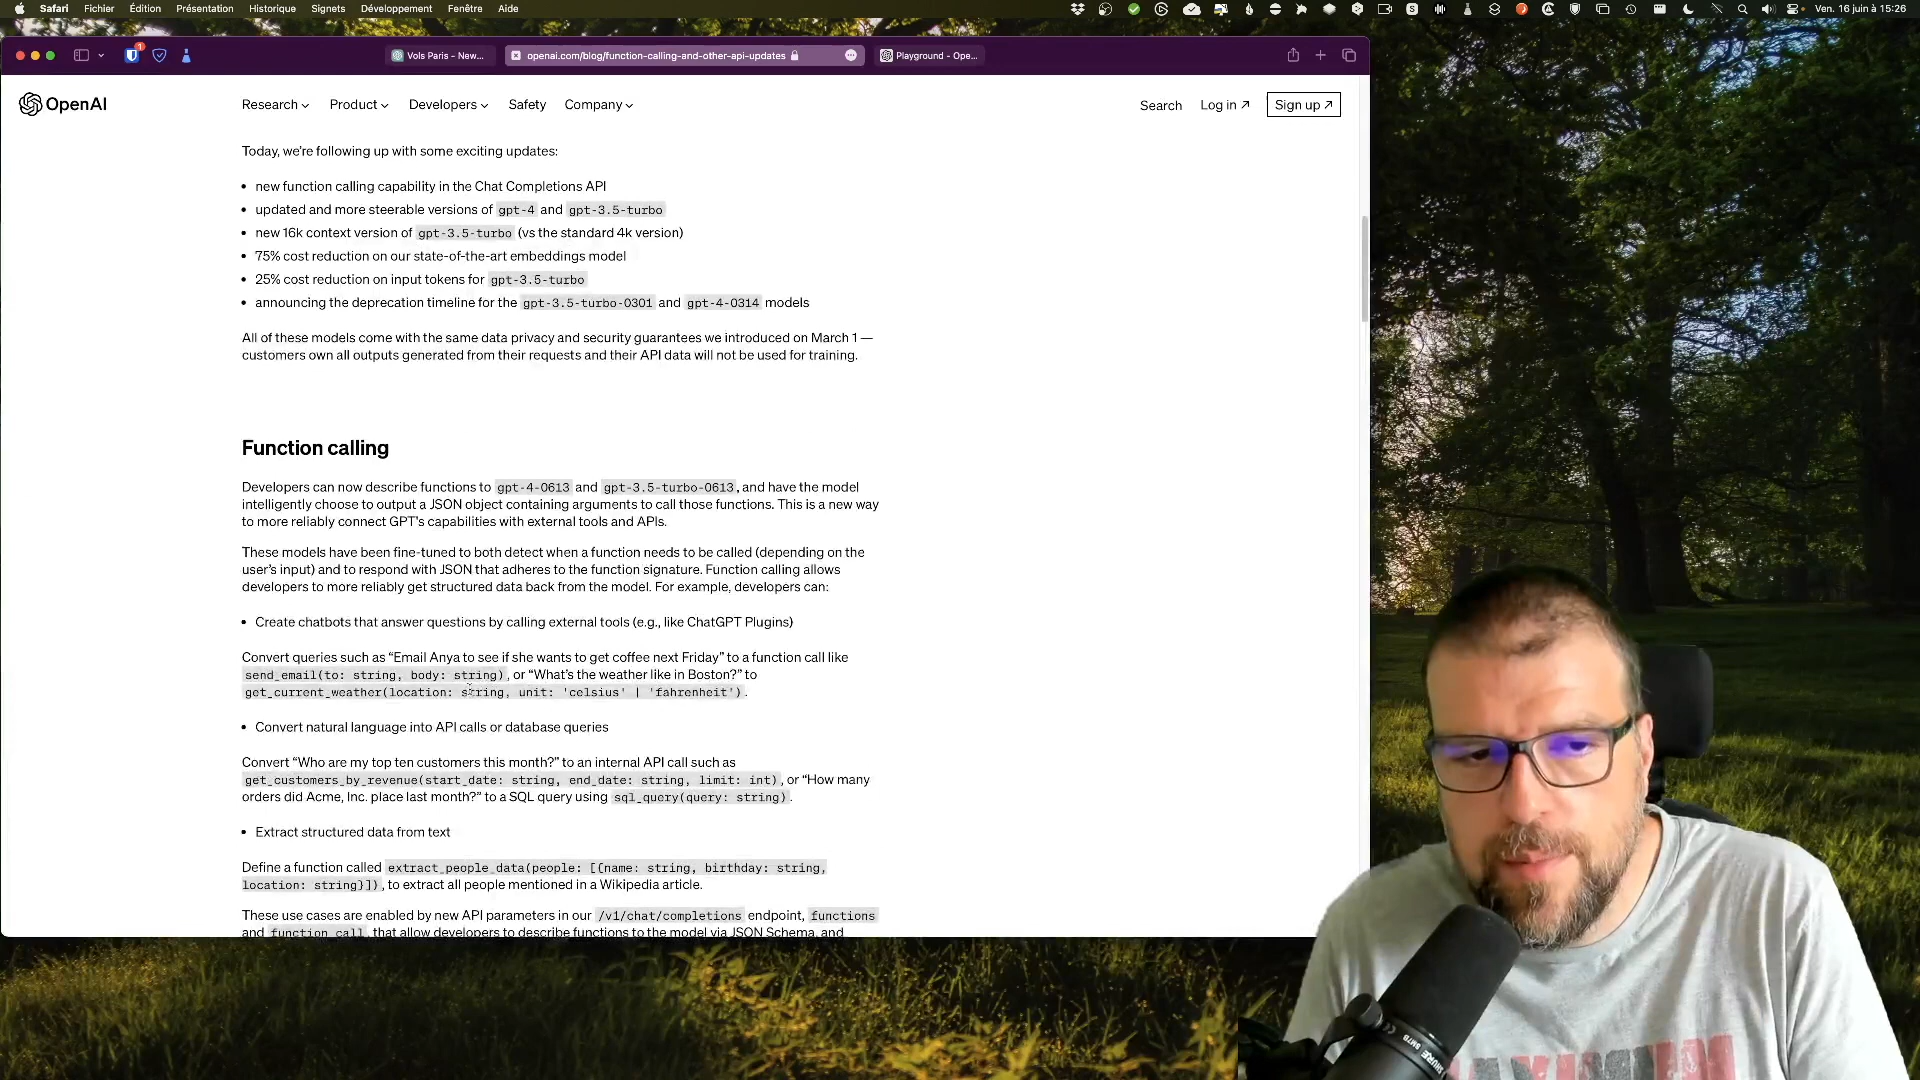 Safari Fichier Édition Présentation Historique Signets Développement Fenêtre Aide Ven. 16 juin à 15:26
Vols Paris - New... openai.com/blog/function-calling-and-other-api-updates Playground - Ope...
OpenAI Research Product Developers Safety Company Search Log in ↗ Sign up ↗
Today, we're following up with some exciting updates:
• new function calling capability in the Chat Completions API
• updated and more steerable versions of gpt-4 and gpt-3.5-turbo
• new 16k context version of gpt-3.5-turbo (vs the standard 4k version)
• 75% cost reduction on our state-of-the-art embeddings model
• 25% cost reduction on input tokens for gpt-3.5-turbo
• announcing the deprecation timeline for the gpt-3.5-turbo-0301 and gpt-4-0314 models
All of these models come with the same data privacy and security guarantees we introduced on March 1 —
customers own all outputs generated from their requests and their API data will not be used for training.
Function calling
Developers can now describe functions to gpt-4-0613 and gpt-3.5-turbo-0613, and have the model
intelligently choose to output a JSON object containing arguments to call those functions. This is a new way
to more reliably connect GPT's capabilities with external tools and APIs.
These models have been fine-tuned to both detect when a function needs to be called (depending on the
user's input) and to respond with JSON that adheres to the function signature. Function calling allows
developers to more reliably get structured data back from the model. For example, developers can:
• Create chatbots that answer questions by calling external tools (e.g., like ChatGPT Plugins)
Convert queries such as “Email Anya to see if she wants to get coffee next Friday” to a function call like
send_email(to: string, body: string), or “What's the weather like in Boston?” to
get_current_weather(location: string, unit: 'celsius' | 'fahrenheit').
• Convert natural language into API calls or database queries
Convert “Who are my top ten customers this month?” to an internal API call such as
get_customers_by_revenue(start_date: string, end_date: string, limit: int), or “How many
orders did Acme, Inc. place last month?” to a SQL query using sql_query(query: string).
• Extract structured data from text
Define a function called extract_people_data(people: [{name: string, birthday: string,
location: string}]), to extract all people mentioned in a Wikipedia article.
These use cases are enabled by new API parameters in our /v1/chat/completions endpoint, functions
and function_call, that allow developers to describe functions to the model via JSON Schema, and
SHURE SM7B